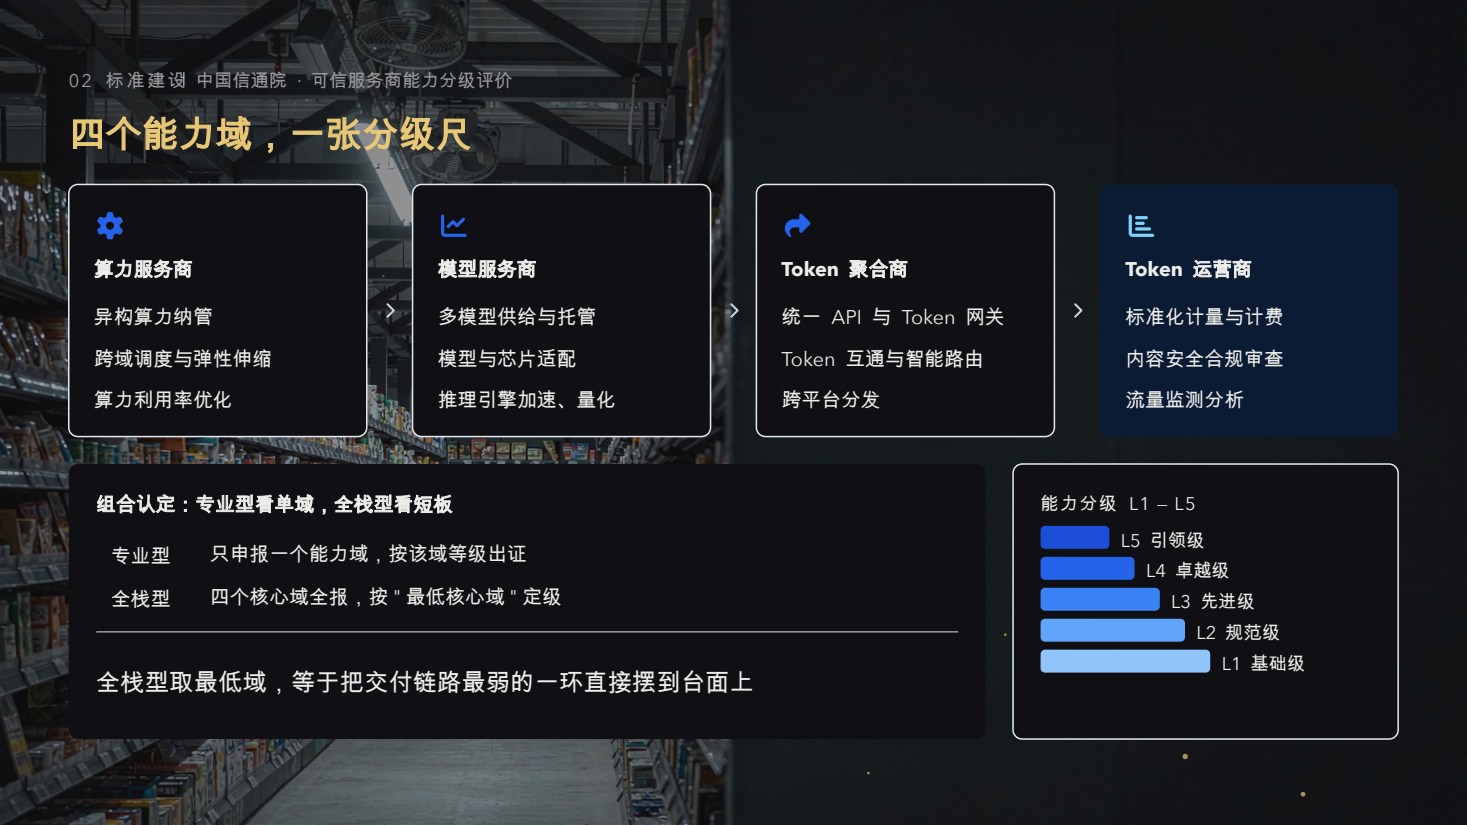 02 标准建设 中国信通院 · 可信服务商能力分级评价
四个能力域，一张分级尺
算力服务商
异构算力纳管
跨域调度与弹性伸缩
算力利用率优化
模型服务商
多模型供给与托管
模型与芯片适配
推理引擎加速、量化
Token 聚合商
统一 API 与 Token 网关
Token 互通与智能路由
跨平台分发
Token 运营商
标准化计量与计费
内容安全合规审查
流量监测分析
组合认定：专业型看单域，全栈型看短板
专业型 只申报一个能力域，按该域等级出证
全栈型 四个核心域全报，按"最低核心域"定级
全栈型取最低域，等于把交付链路最弱的一环直接摆到台面上
能力分级 L1 – L5
L5 引领级
L4 卓越级
L3 先进级
L2 规范级
L1 基础级